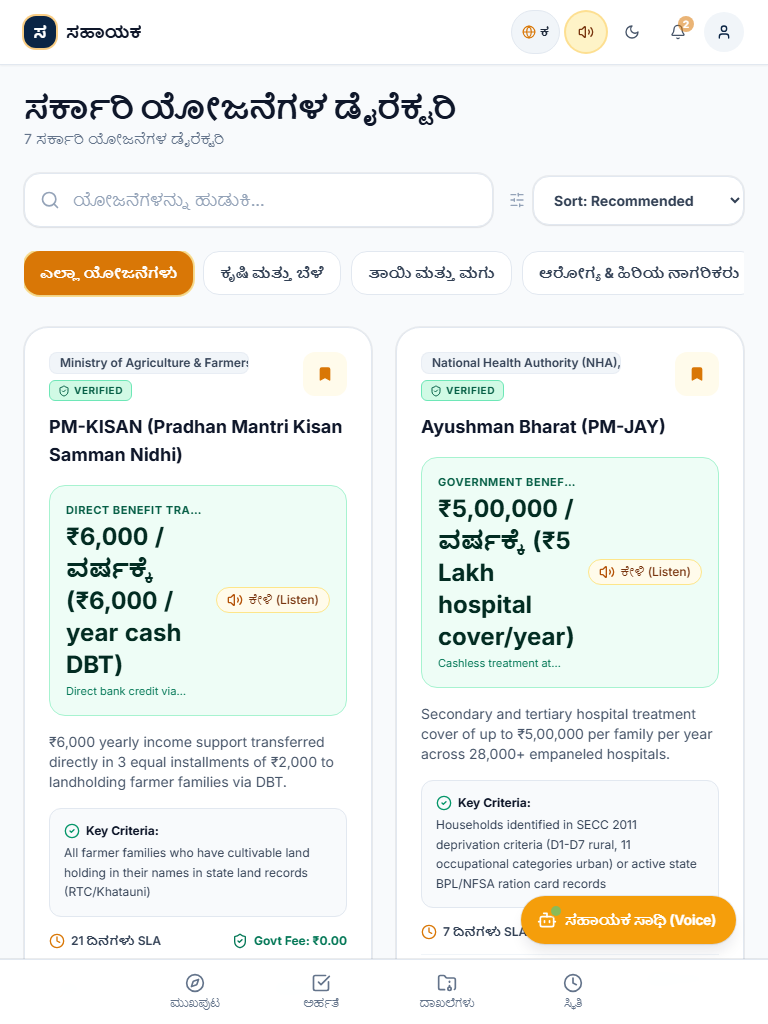 ಸ ಸಹಾಯಕ
ಕ
2
ಸರ್ಕಾರಿ ಯೋಜನೆಗಳ ಡೈರೆಕ್ಟರಿ
7 ಸರ್ಕಾರಿ ಯೋಜನೆಗಳ ಡೈರೆಕ್ಟರಿ
ಯೋಜನೆಗಳನ್ನು ಹುಡುಕಿ...
Sort: Recommended
ಎಲ್ಲಾ ಯೋಜನೆಗಳು
ಕೃಷಿ ಮತ್ತು ಬೆಳೆ
ತಾಯಿ ಮತ್ತು ಮಗು
ಆರೋಗ್ಯ & ಹಿರಿಯ ನಾಗರಿಕರು
Ministry of Agriculture & Farmers
VERIFIED
PM-KISAN (Pradhan Mantri Kisan
Samman Nidhi)
DIRECT BENEFIT TRA...
₹6,000 /
ವರ್ಷಕ್ಕೆ
(₹6,000 /
year cash
DBT)
Direct bank credit via...
ಕೇಳಿ (Listen)
₹6,000 yearly income support transferred
directly in 3 equal installments of ₹2,000 to
landholding farmer families via DBT.
Key Criteria:
All farmer families who have cultivable land
holding in their names in state land records
(RTC/Khatauni)
21 ದಿನಗಳು SLA
Govt Fee: ₹0.00
National Health Authority (NHA),
VERIFIED
Ayushman Bharat (PM-JAY)
GOVERNMENT BENEF...
₹5,00,000 /
ವರ್ಷಕ್ಕೆ (₹5
Lakh
hospital
cover/year)
Cashless treatment at...
ಕೇಳಿ (Listen)
Secondary and tertiary hospital treatment
cover of up to ₹5,00,000 per family per year
across 28,000+ empaneled hospitals.
Key Criteria:
Households identified in SECC 2011
deprivation criteria (D1-D7 rural, 11
occupational categories urban) or active state
BPL/NFSA ration card records
7 ದಿನಗಳು SLA
ಸಹಾಯಕ ಸಾಥಿ (Voice)
ಮುಖಪುಟ
ಅರ್ಹತೆ
ದಾಖಲೆಗಳು
ಸ್ಥಿತಿ